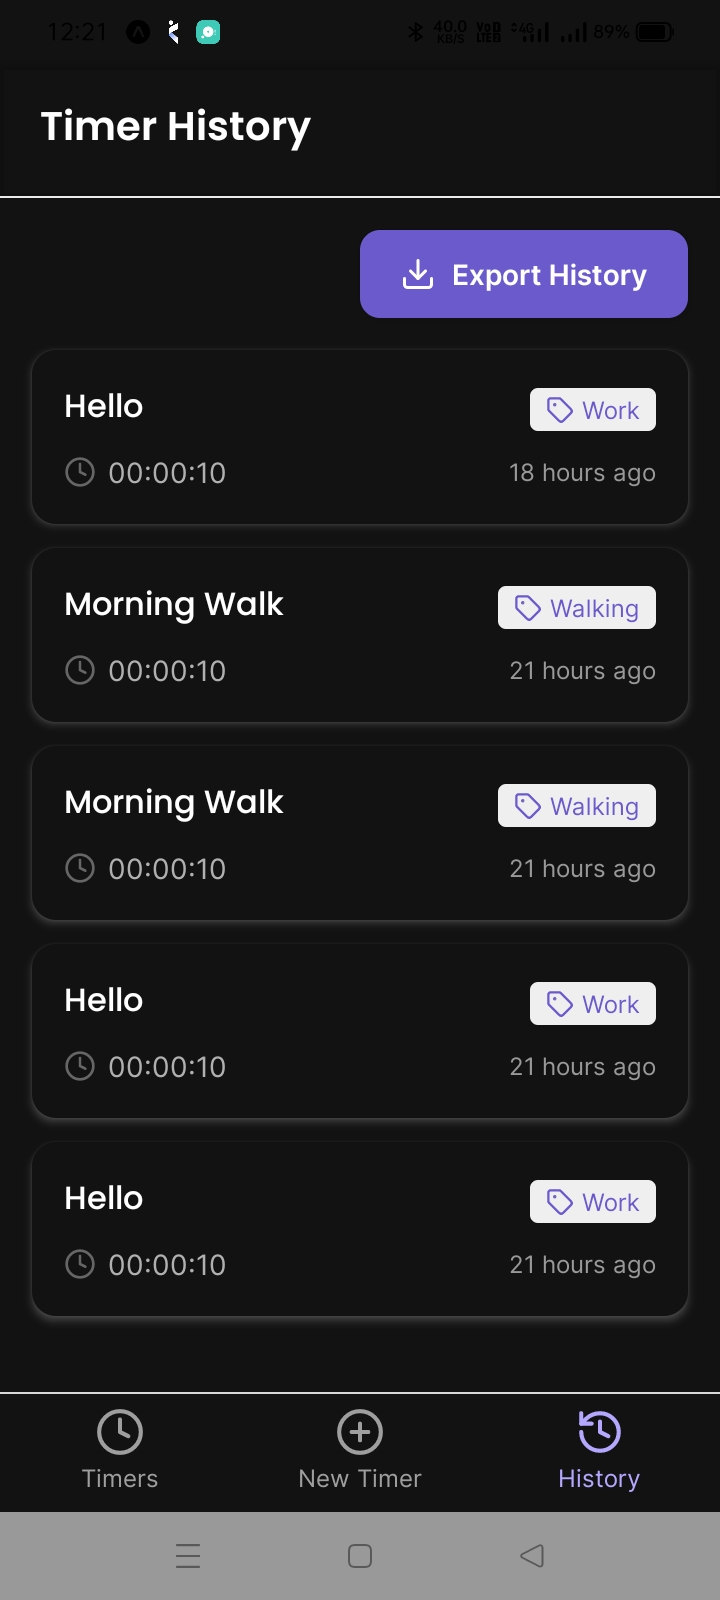 12:21 40.0 KB/S VoD LTE 4G 89%
Timer History
Export History
Hello Work
00:00:10 18 hours ago
Morning Walk Walking
00:00:10 21 hours ago
Morning Walk Walking
00:00:10 21 hours ago
Hello Work
00:00:10 21 hours ago
Hello Work
00:00:10 21 hours ago
Timers New Timer History